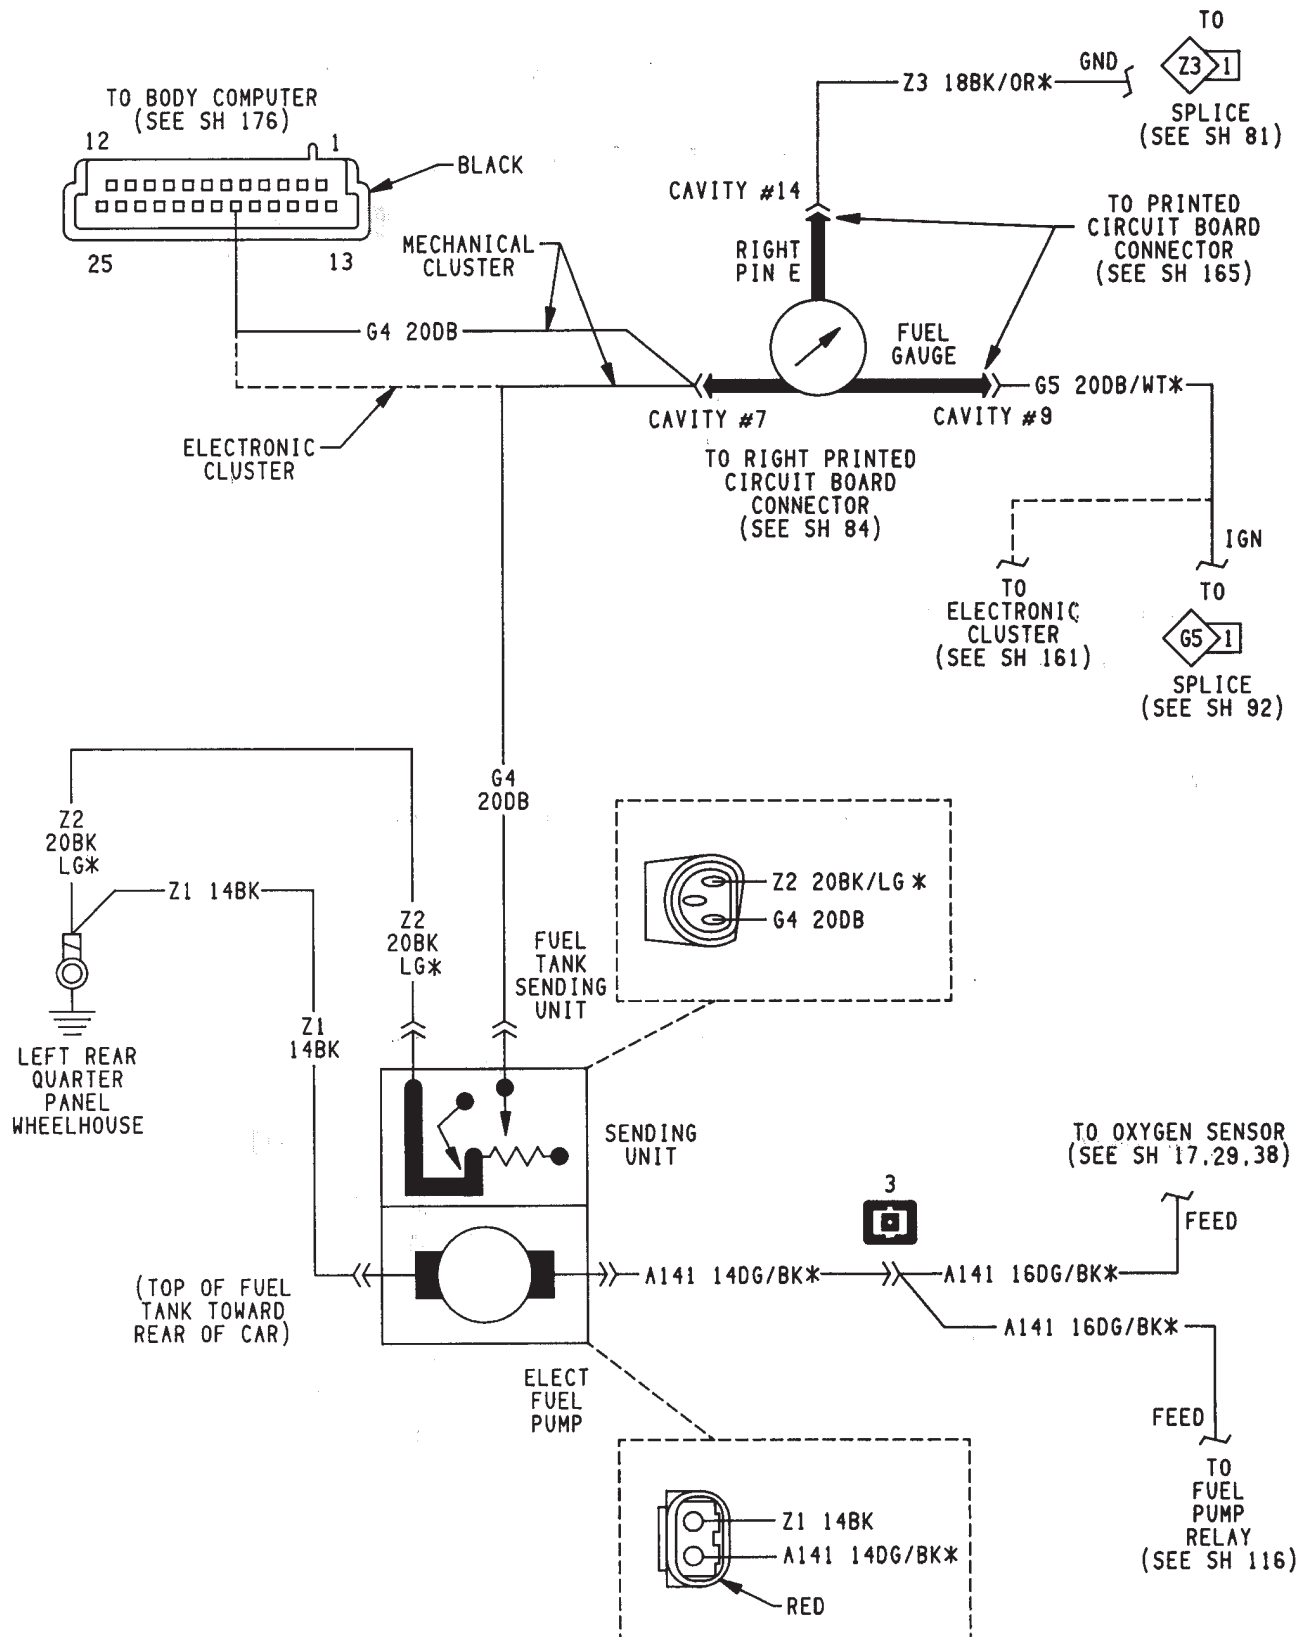 TO
Z3 1
SPLICE
(SEE SH 81)
GND
Z3 18BK/OR*
TO BODY COMPUTER
(SEE SH 176)
12
1
BLACK
25
13
CAVITY #14
TO PRINTED
CIRCUIT BOARD
CONNECTOR
(SEE SH 165)
MECHANICAL
CLUSTER
RIGHT
PIN E
G4 20DB
FUEL
GAUGE
G5 20DB/WT*
CAVITY #7
CAVITY #9
ELECTRONIC
CLUSTER
TO RIGHT PRINTED
CIRCUIT BOARD
CONNECTOR
(SEE SH 84)
IGN
TO
ELECTRONIC
CLUSTER
(SEE SH 161)
TO
G5 1
SPLICE
(SEE SH 92)
G4
20DB
Z2
20BK
LG*
Z1 14BK
Z2 20BK/LG *
G4 20DB
Z2
20BK
LG*
FUEL
TANK
SENDING
UNIT
Z1
14BK
LEFT REAR
QUARTER
PANEL
WHEELHOUSE
SENDING
UNIT
TO OXYGEN SENSOR
(SEE SH 17,29,38)
3
FEED
A141 14DG/BK*
A141 16DG/BK*
(TOP OF FUEL
TANK TOWARD
REAR OF CAR)
A141 16DG/BK*
ELECT
FUEL
PUMP
FEED
TO
FUEL
PUMP
RELAY
(SEE SH 116)
Z1 14BK
A141 14DG/BK*
RED